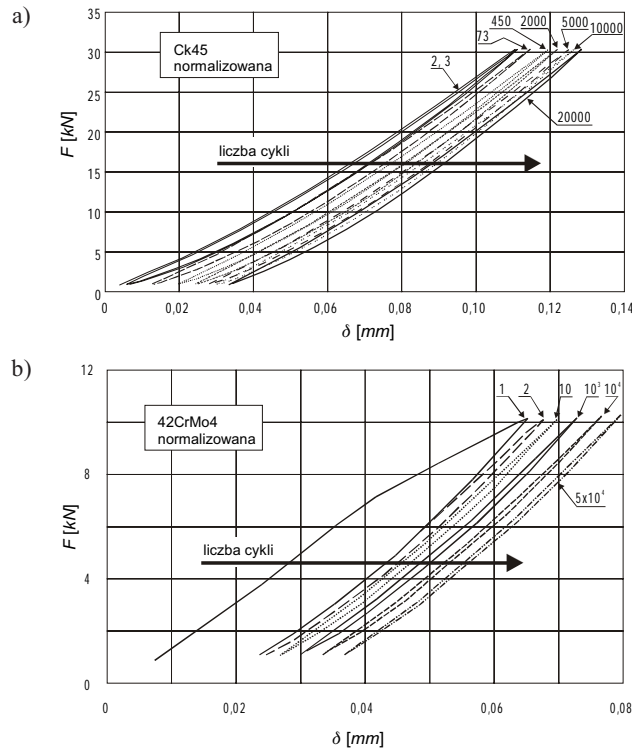 a)
35
30
25
20
15
10
5
0
F [kN]
Ck45
normalizowana
2, 3
73
450
2000
5000
10000
20000
liczba cykli
0
0,02
0,04
0,06
0,08
0,10
0,12
0,14
δ [mm]
b)
12
8
4
0
F [kN]
42CrMo4
normalizowana
1
2
10
10³
10⁴
5x10⁴
liczba cykli
0
0,02
0,04
0,06
0,08
δ [mm]